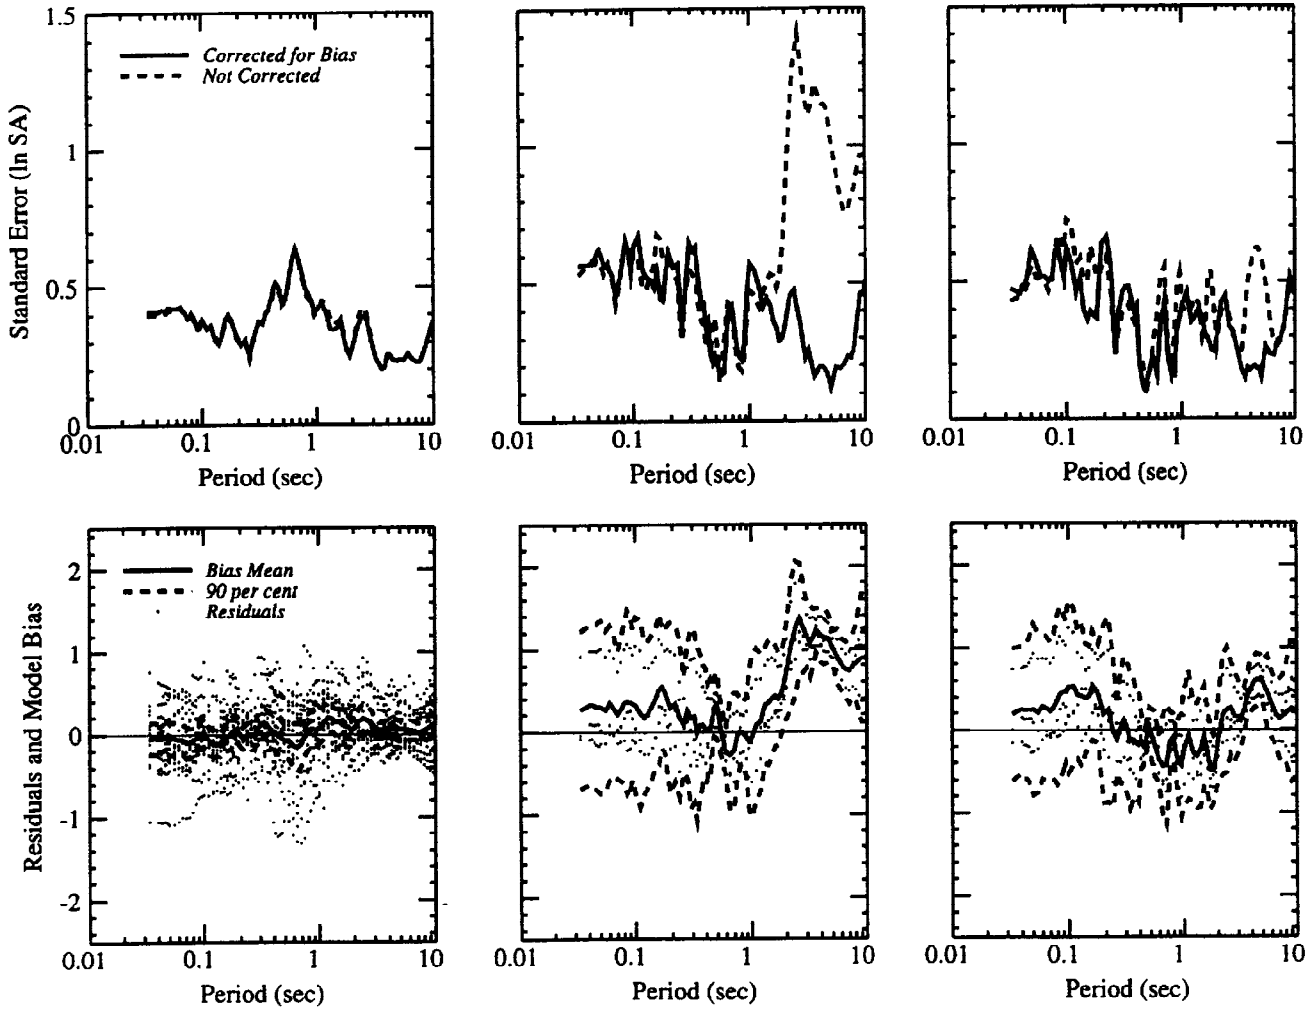 1.5
Corrected for Bias
Not Corrected
Standard Error (ln SA)
1
0.5
0
0.01 0.1 1 10
0.01 0.1 1 10
0.01 0.1 1 10
Period (sec)
Period (sec)
Period (sec)
Bias Mean
90 per cent
Residuals
Residuals and Model Bias
2
1
0
-1
-2
0.01 0.1 1 10
0.01 0.1 1 10
0.01 0.1 1 10
Period (sec)
Period (sec)
Period (sec)